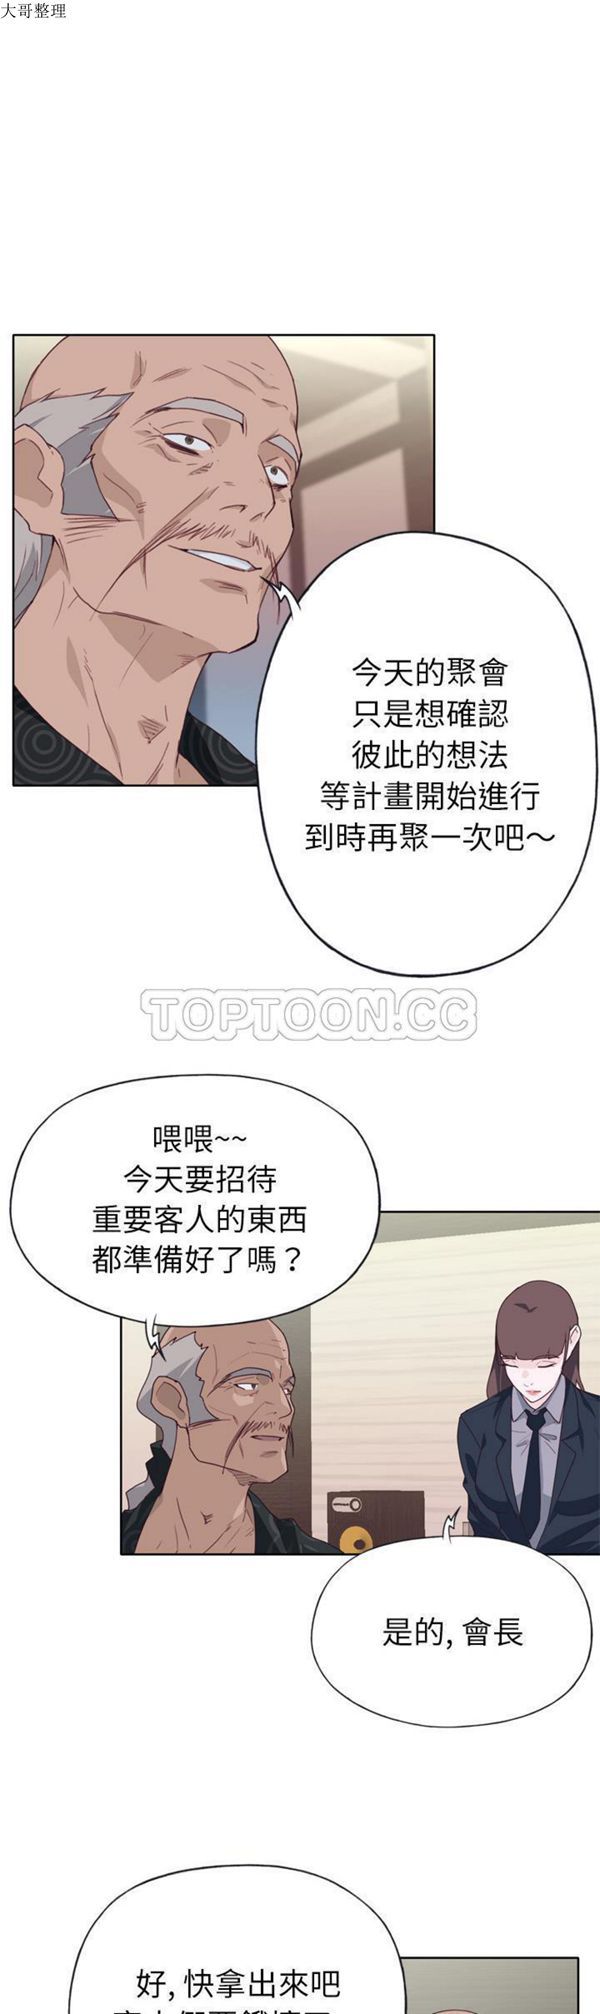 大哥整理
今天的聚會
只是想確認
彼此的想法
等計畫開始進行
到時再聚一次吧～
TOPTOON.CC
喂喂~~
今天要招待
重要客人的東西
都準備好了嗎？
是的, 會長
好, 快拿出來吧